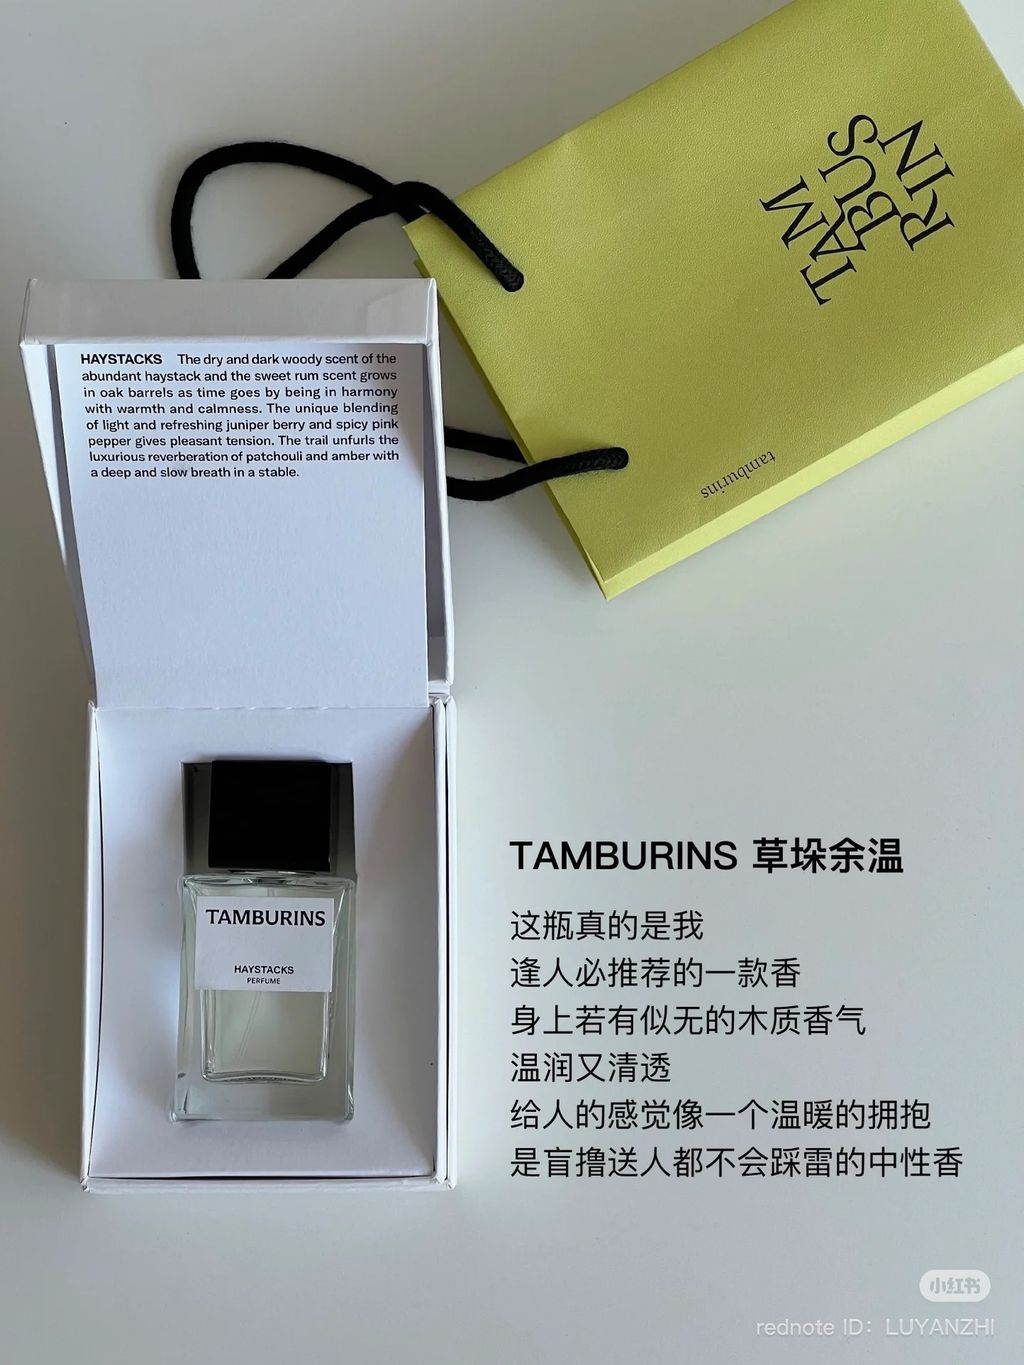 TAM
BUS
RIN
tamburins
HAYSTACKS The dry and dark woody scent of the
abundant haystack and the sweet rum scent grows
in oak barrels as time goes by being in harmony
with warmth and calmness. The unique blending
of light and refreshing juniper berry and spicy pink
pepper gives pleasant tension. The trail unfurls the
luxurious reverberation of patchouli and amber with
a deep and slow breath in a stable.
TAMBURINS
HAYSTACKS
PERFUME
TAMBURINS 草垛余温
这瓶真的是我
逢人必推荐的一款香
身上若有似无的木质香气
温润又清透
给人的感觉像一个温暖的拥抱
是盲撸送人都不会踩雷的中性香
小红书
rednote ID: LUYANZHI